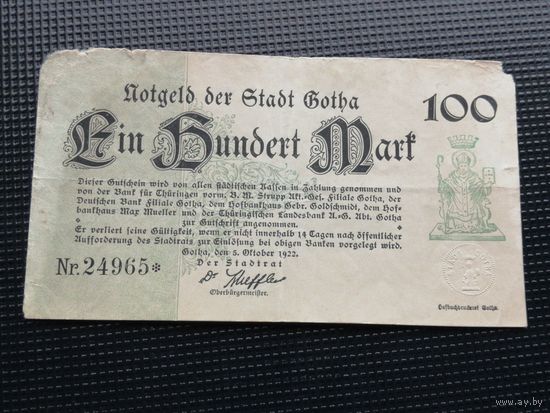 Notgeld der Stadt Gotha
100
Ein Hundert Mark
Dieser Gutschein wird von allen städtischen Kassen in Zahlung genommen und
von der Bank für Thüringen vorm. B. M. Strupp Akt.-Ges. Filiale Gotha, der
Deutschen Bank Filiale Gotha, dem Hofbankhaus Gebr. Goldschmidt, dem Hof-
bankhaus Max Mueller und der Thüringischen Landesbank A.-G. Abt. Gotha
zur Gutschrift angenommen.
Er verliert seine Gültigkeit, wenn er nicht innerhalb 14 Tagen nach öffentlicher
Aufforderung des Stadtrats zur Einlösung bei obigen Banken vorgelegt wird.
Gotha, den 5. Oktober 1922.
Der Stadtrat
Nr. 24965*
Dr.
Oberbürgermeister.
Hofbuchdruckerei Gotha.
www.ay.by